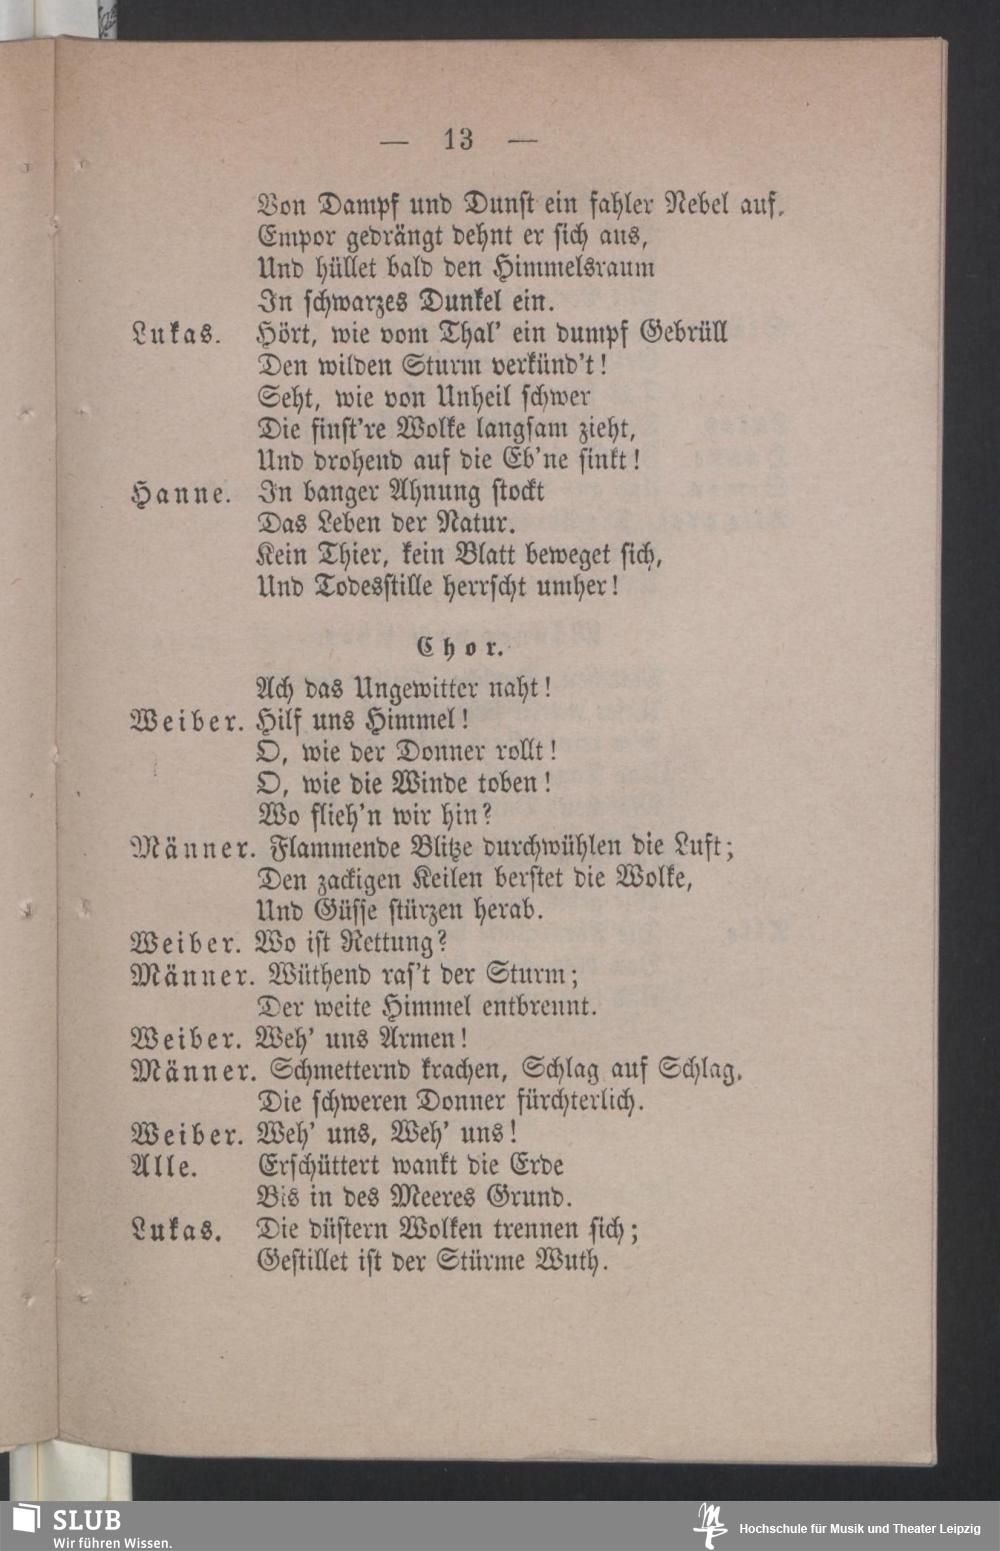 — 13 —
Von Dampf und Dunst ein fahler Nebel auf.
Empor gedrängt dehnt er sich aus,
Und hüllet bald den Himmelsraum
In schwarzes Dunkel ein.
Lukas. Hört, wie vom Thal' ein dumpf Gebrüll
Den wilden Sturm verkünd't!
Seht, wie von Unheil schwer
Die finst're Wolke langsam zieht,
Und drohend auf die Eb'ne sinkt!
Hanne. In banger Ahnung stockt
Das Leben der Natur.
Kein Thier, kein Blatt beweget sich,
Und Todesstille herrscht umher!
Chor.
Ach das Ungewitter naht!
Weiber. Hilf uns Himmel!
O, wie der Donner rollt!
O, wie die Winde toben!
Wo flieh'n wir hin?
Männer. Flammende Blitze durchwühlen die Luft;
Den zackigen Keilen berstet die Wolke,
Und Güsse stürzen herab.
Weiber. Wo ist Rettung?
Männer. Wüthend ras't der Sturm;
Der weite Himmel entbrennt.
Weiber. Weh' uns Armen!
Männer. Schmetternd krachen, Schlag auf Schlag,
Die schweren Donner fürchterlich.
Weiber. Weh' uns, Weh' uns!
Alle. Erschüttert wankt die Erde
Bis in des Meeres Grund.
Lukas. Die düstern Wolken trennen sich;
Gestillet ist der Stürme Wuth.
SLUB
Wir führen Wissen.
Hochschule für Musik und Theater Leipzig